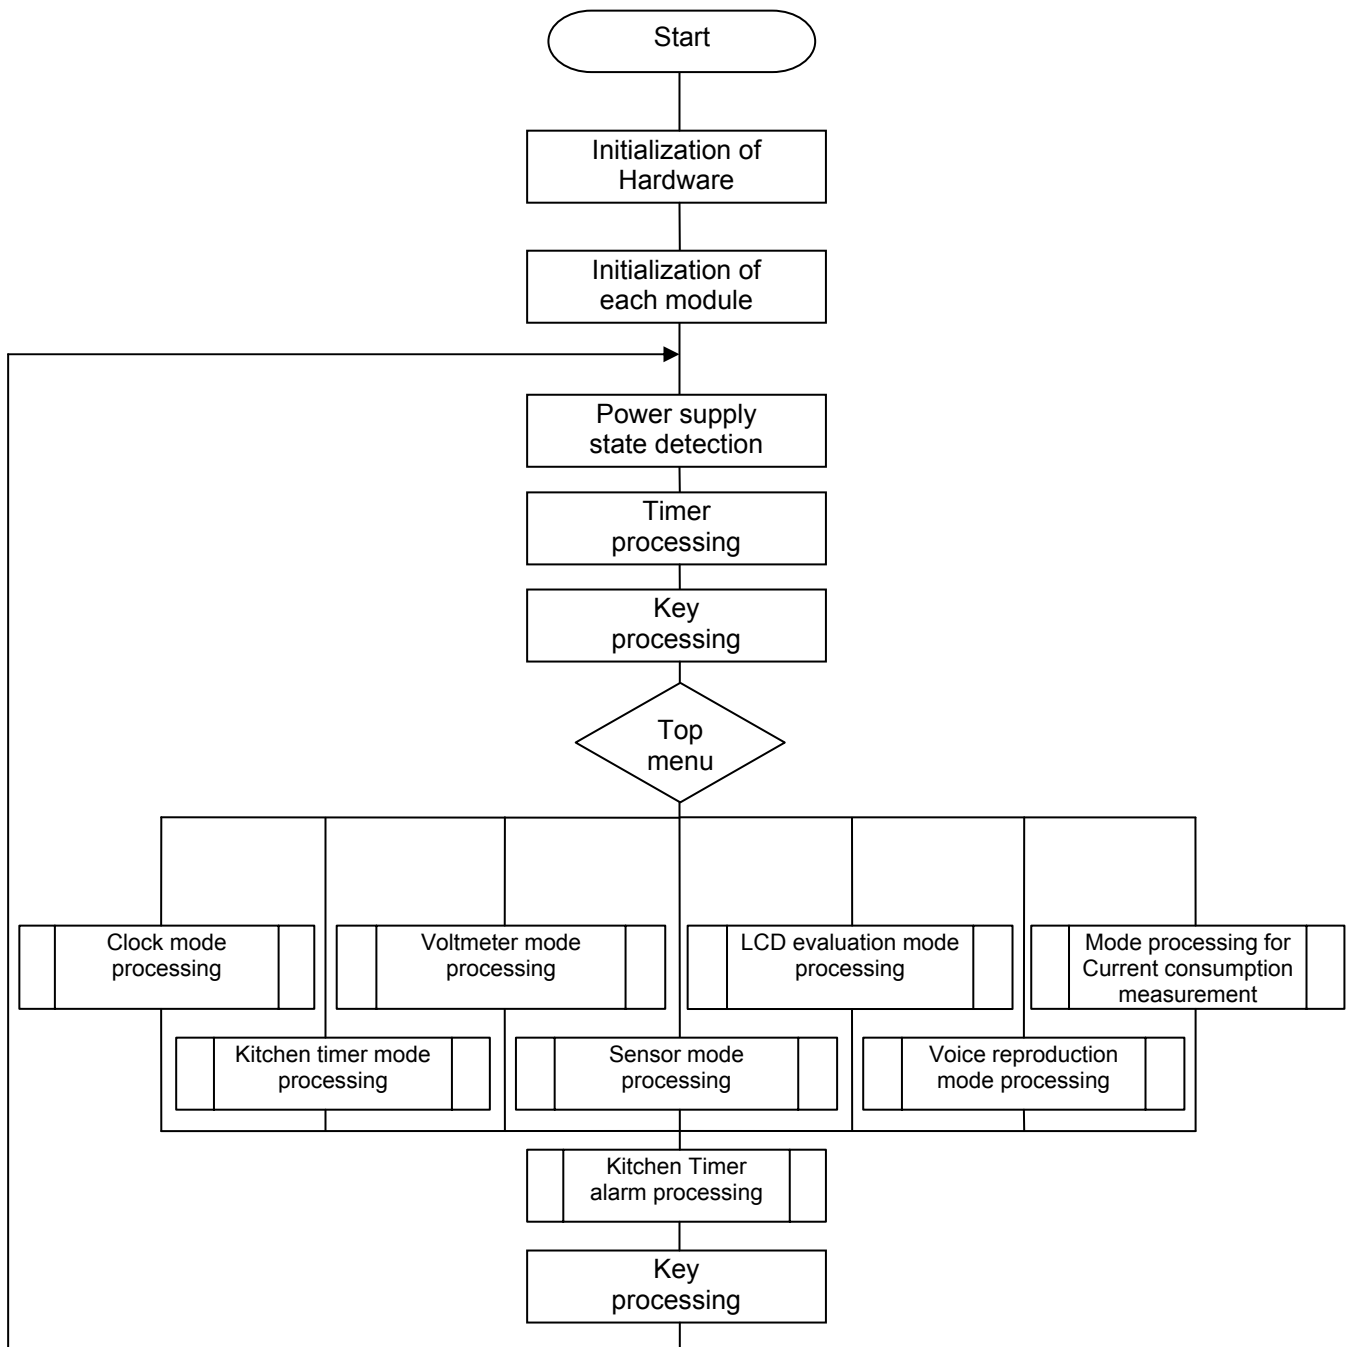 Start
Initialization of
Hardware
Initialization of
each module
Power supply
state detection
Timer
processing
Key
processing
Top
menu
Clock mode
processing
Voltmeter mode
processing
LCD evaluation mode
processing
Mode processing for
Current consumption
measurement
Kitchen timer mode
processing
Sensor mode
processing
Voice reproduction
mode processing
Kitchen Timer
alarm processing
Key
processing